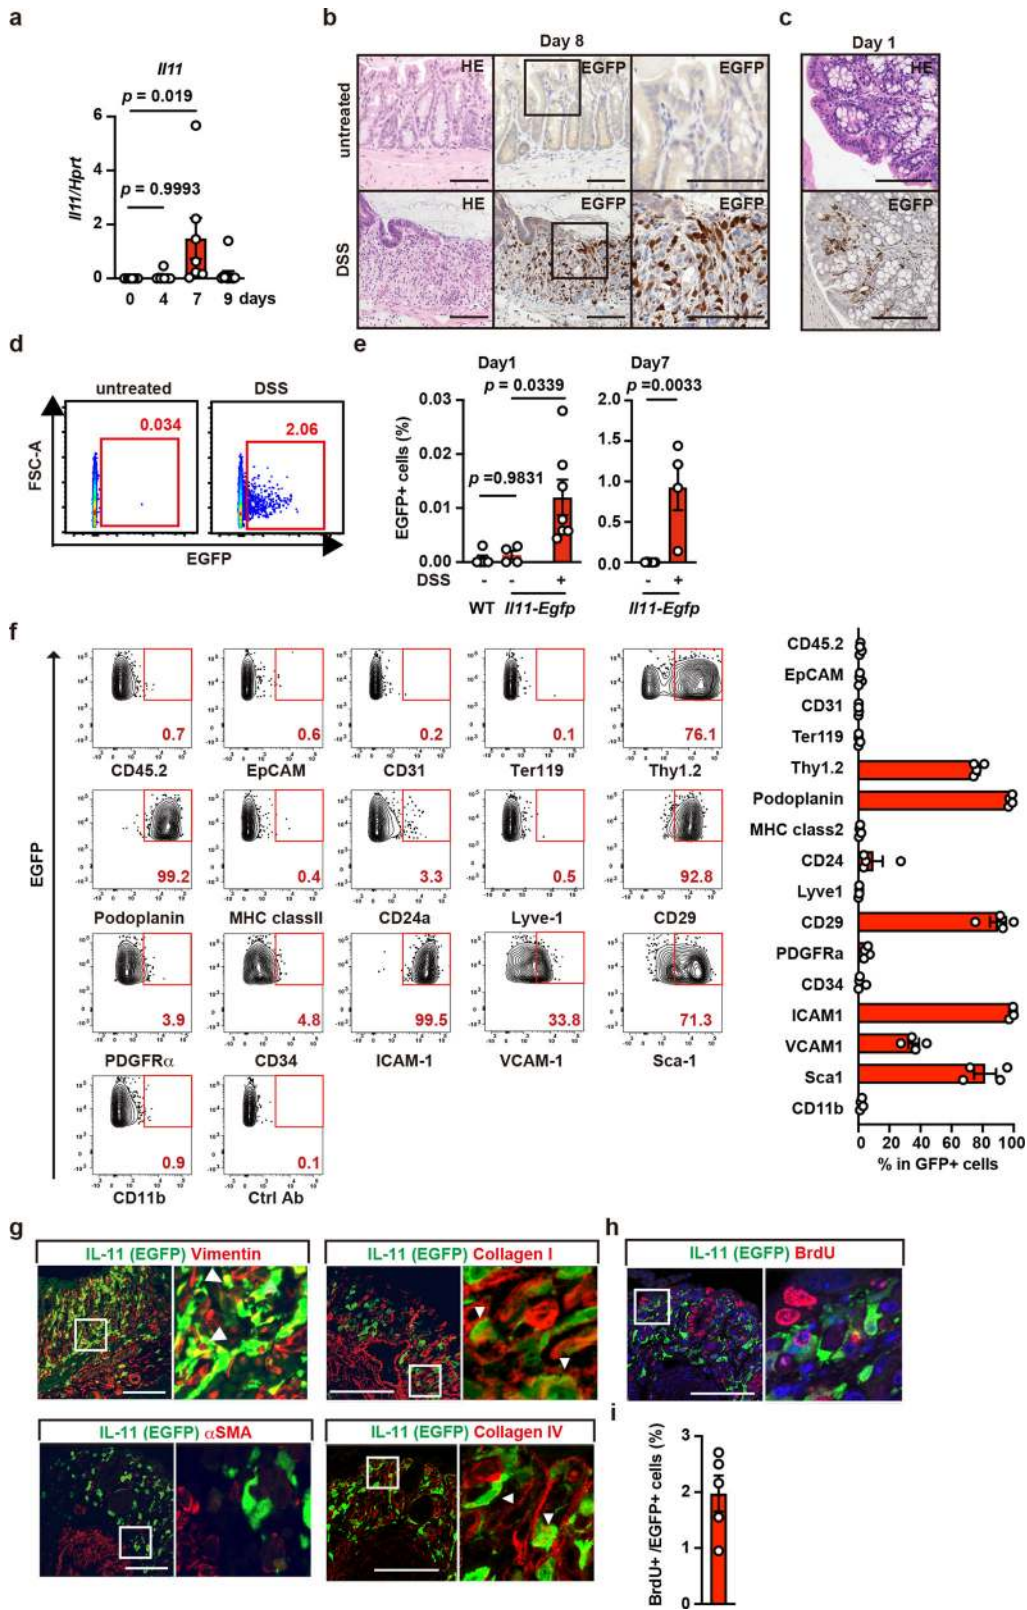 a
Il11
p = 0.019
p = 0.9993
Il11/Hprt
6
4
2
0
0 4 7 9 days
b
Day 8
HE EGFP EGFP
untreated
HE EGFP EGFP
DSS
c
Day 1
HE
EGFP
d
untreated DSS
0.034 2.06
FSC-A
EGFP
e
Day1 Day7
p = 0.0339 p =0.0033
p =0.9831
EGFP+ cells (%)
0.03
0.02
0.01
0.00
2.0
1.5
1.0
0.5
0.0
DSS - - + - +
WT Il11-Egfp Il11-Egfp
f
EGFP
0.7 0.6 0.2 0.1 76.1
CD45.2 EpCAM CD31 Ter119 Thy1.2
99.2 0.4 3.3 0.5 92.8
Podoplanin MHC classII CD24a Lyve-1 CD29
3.9 4.8 99.5 33.8 71.3
PDGFRα CD34 ICAM-1 VCAM-1 Sca-1
0.9 0.1
CD11b Ctrl Ab
CD45.2
EpCAM
CD31
Ter119
Thy1.2
Podoplanin
MHC class2
CD24
Lyve1
CD29
PDGFRa
CD34
ICAM1
VCAM1
Sca1
CD11b
0 20 40 60 80 100
% in GFP+ cells
g
IL-11 (EGFP) Vimentin
IL-11 (EGFP) Collagen I
IL-11 (EGFP) αSMA
IL-11 (EGFP) Collagen IV
h
IL-11 (EGFP) BrdU
i
BrdU+ /EGFP+ cells (%)
3
2
1
0